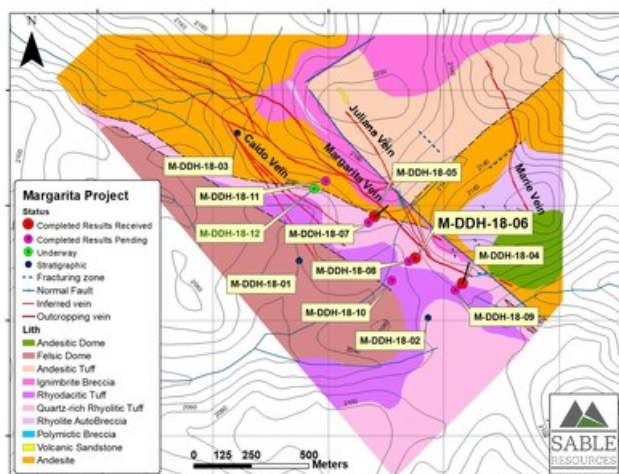 N
Juliana Vein
Caido Vein
Margarita Vein
Marie Vein
M-DDH-18-03
M-DDH-18-05
M-DDH-18-11
M-DDH-18-06
M-DDH-18-12
M-DDH-18-07
M-DDH-18-04
M-DDH-18-08
M-DDH-18-01
M-DDH-18-10
M-DDH-18-09
M-DDH-18-02
Margarita Project
Status
Completed Results Received
Completed Results Pending
Underway
Stratigraphic
Fracturing zone
Normal Fault
Inferred vein
Outcropping vein
Lith
Andesitic Dome
Felsic Dome
Andesitic Tuff
Ignimbrite Breccia
Rhyodacitic Tuff
Quartz-rich Rhyolitic Tuff
Rhyolite AutoBreccia
Polymictic Breccia
Volcanic Sandstone
Andesite
0 125 250 500
Meters
SABLE
RESOURCES